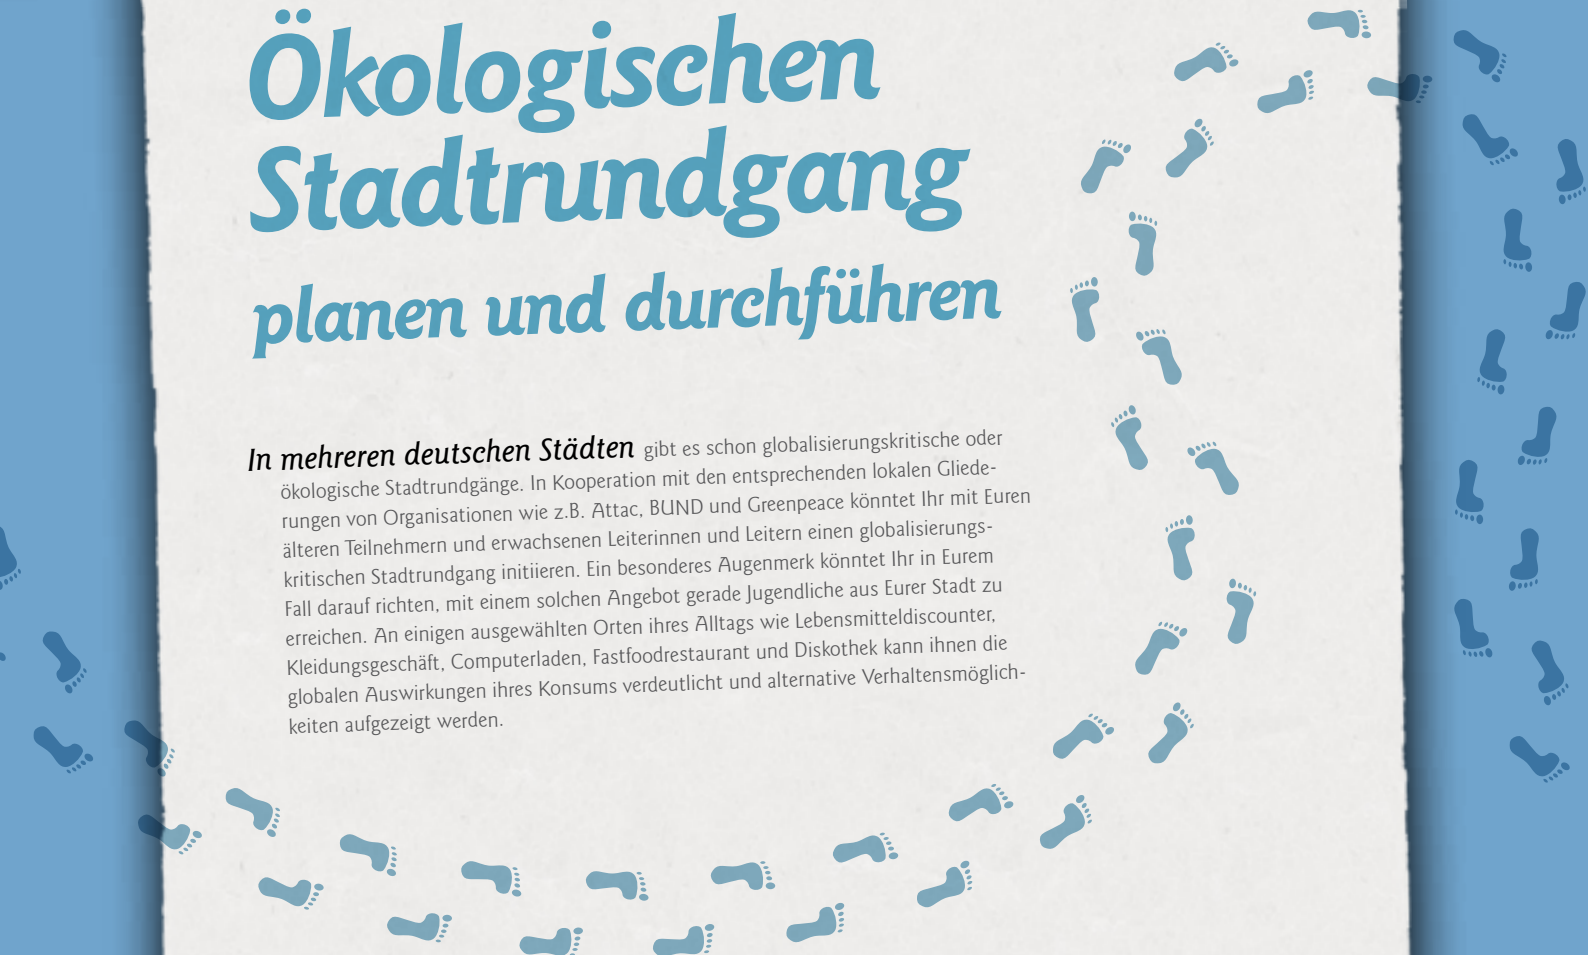 Ökologischen
Stadtrundgang
planen und durchführen
In mehreren deutschen Städten gibt es schon globalisierungskritische oder
ökologische Stadtrundgänge. In Kooperation mit den entsprechenden lokalen Gliede-
rungen von Organisationen wie z.B. Attac, BUND und Greenpeace könntet Ihr mit Euren
älteren Teilnehmern und erwachsenen Leiterinnen und Leitern einen globalisierungs-
kritischen Stadtrundgang initiieren. Ein besonderes Augenmerk könntet Ihr in Eurem
Fall darauf richten, mit einem solchen Angebot gerade Jugendliche aus Eurer Stadt zu
erreichen. An einigen ausgewählten Orten ihres Alltags wie Lebensmitteldiscounter,
Kleidungsgeschäft, Computerladen, Fastfoodrestaurant und Diskothek kann ihnen die
globalen Auswirkungen ihres Konsums verdeutlicht und alternative Verhaltensmöglich-
keiten aufgezeigt werden.